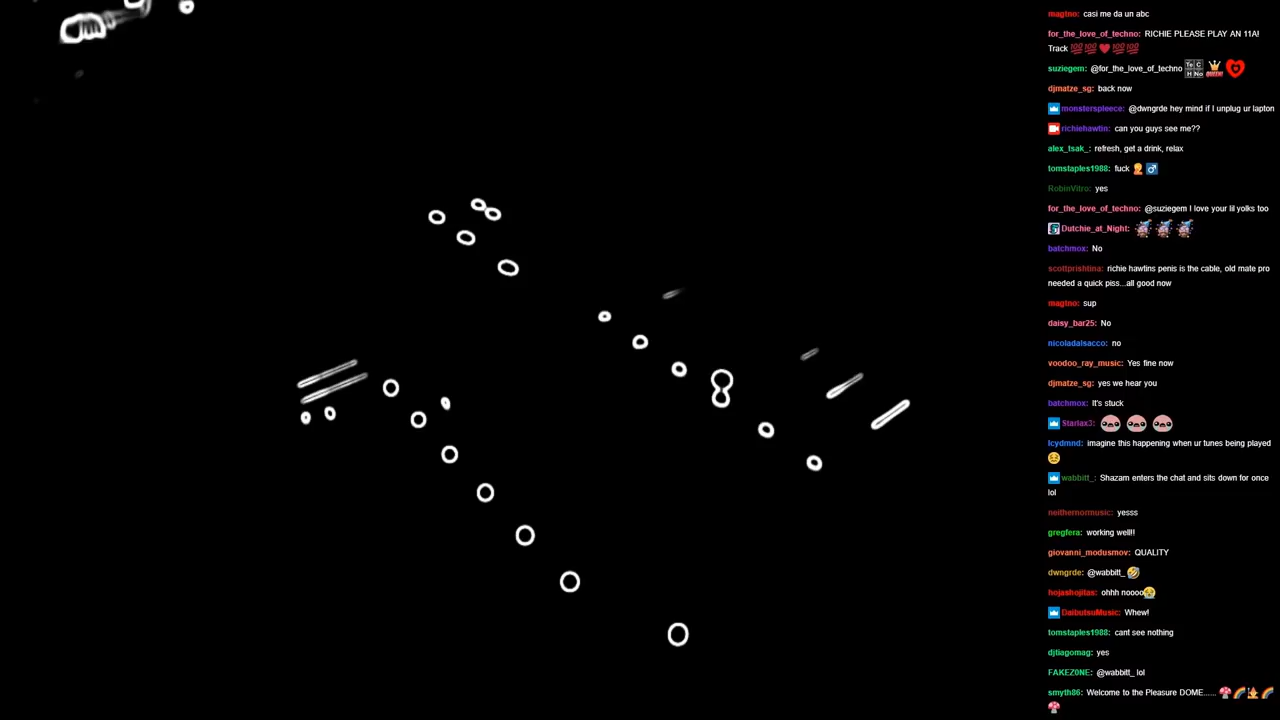 magtno: casi me da un abc
for_the_love_of_techno: RICHIE PLEASE PLAY AN 11A!
Track 💯💯❤️💯💯
suziegem: @for_the_love_of_techno
djmatze_sg: back now
monsterspleece: @dwngrde hey mind if I unplug ur lapton
richiehawtin: can you guys see me??
alex_tsak_: refresh, get a drink, relax
tomstaples1988: fuck 🤦‍♂️
RobinVitro: yes
for_the_love_of_techno: @suziegem I love your lil yolks too
Dutchie_at_Night:
batchmox: No
scottprishtina: richie hawtins penis is the cable, old mate pro
needed a quick piss...all good now
magtno: sup
daisy_bar25: No
nicoladalsacco: no
voodoo_ray_music: Yes fine now
djmatze_sg: yes we hear you
batchmox: It's stuck
Starlax3:
lcydmnd: imagine this happening when ur tunes being played
😣
wabbitt_: Shazam enters the chat and sits down for once
lol
neithernormusic: yesss
gregfera: working well!!
giovanni_modusmov: QUALITY
dwngrde: @wabbitt_ 🤣
hojashojitas: ohhh noooo😭
DaibutsuMusic: Whew!
tomstaples1988: cant see nothing
djtiagomag: yes
FAKEZ0NE: @wabbitt_ lol
smyth86: Welcome to the Pleasure DOME...... 🍄🌈🧜🌈
🍄